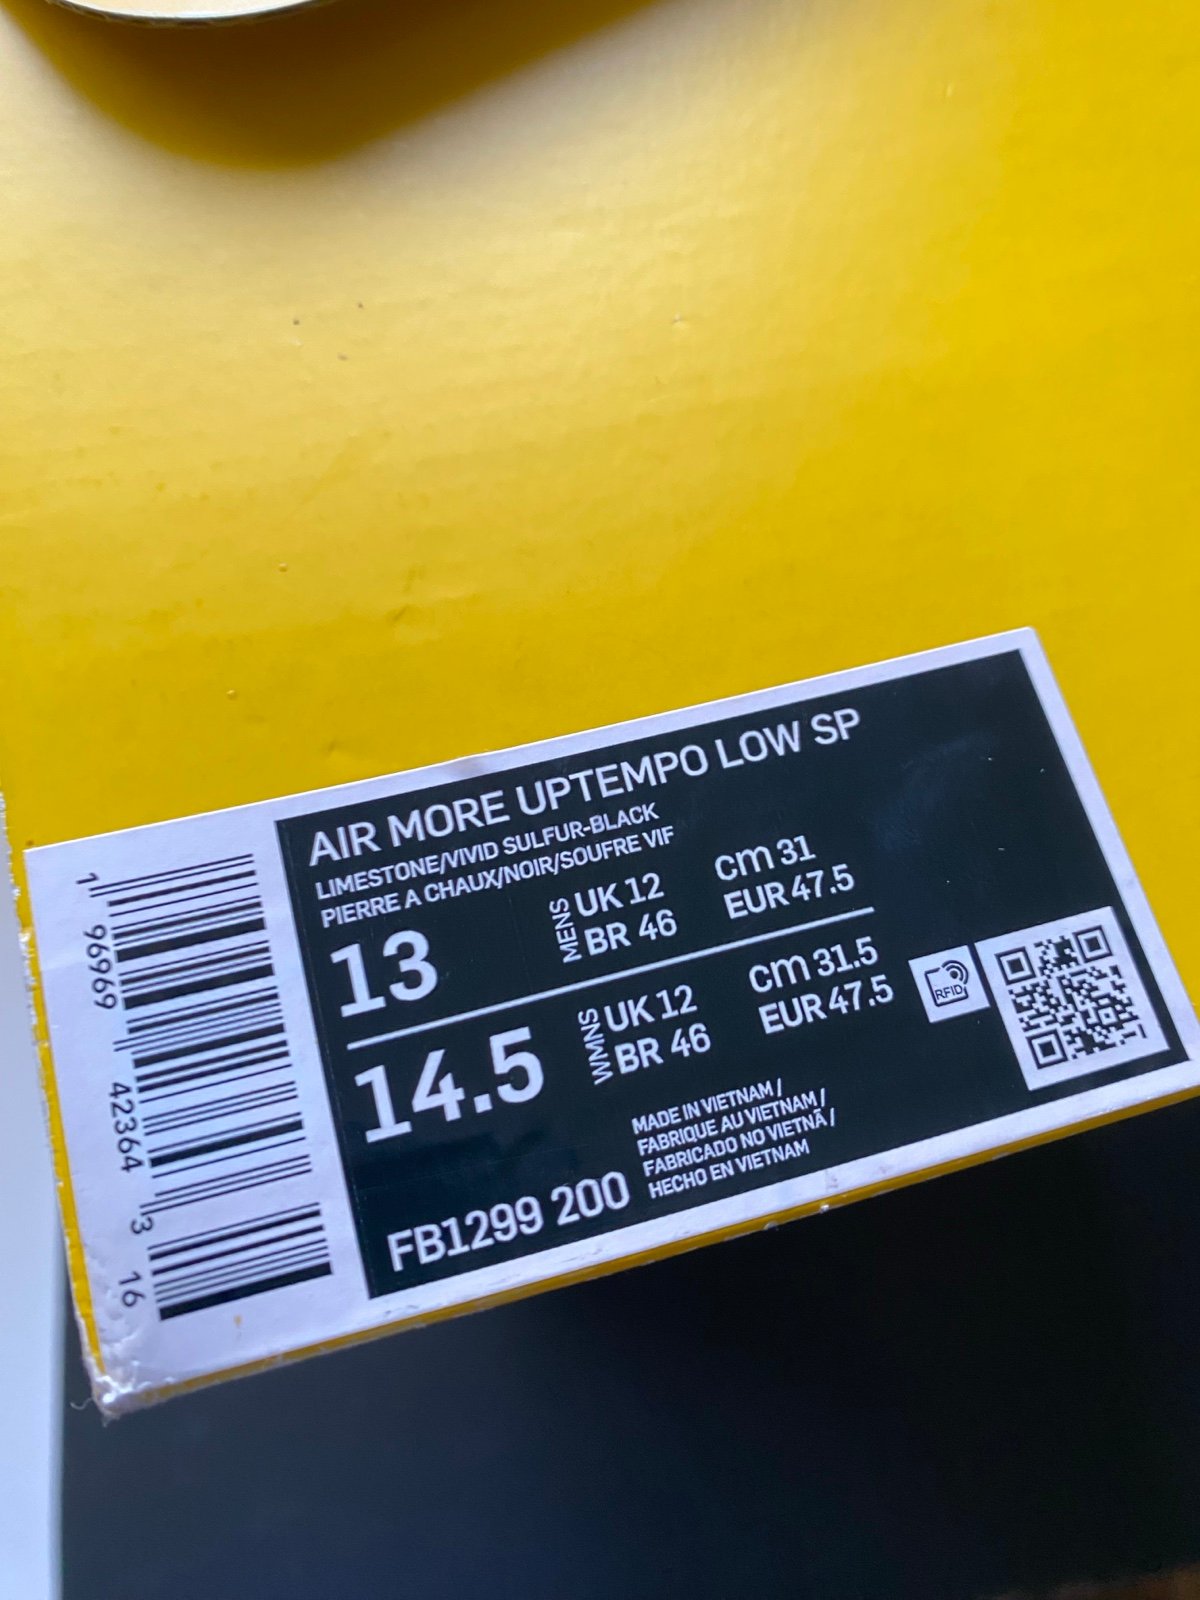 AIR MORE UPTEMPO LOW SP
LIMESTONE/VIVID SULFUR-BLACK
PIERRE A CHAUX/NOIR/SOUFRE VIF
13
MENS
UK 12
BR 46
cm 31
EUR 47.5
14.5
WMNS
UK 12
BR 46
cm 31.5
EUR 47.5
RFID
MADE IN VIETNAM /
FABRIQUE AU VIETNAM /
FABRICADO NO VIETNÃ /
HECHO EN VIETNAM
FB1299 200
1 96969 42364 3 16